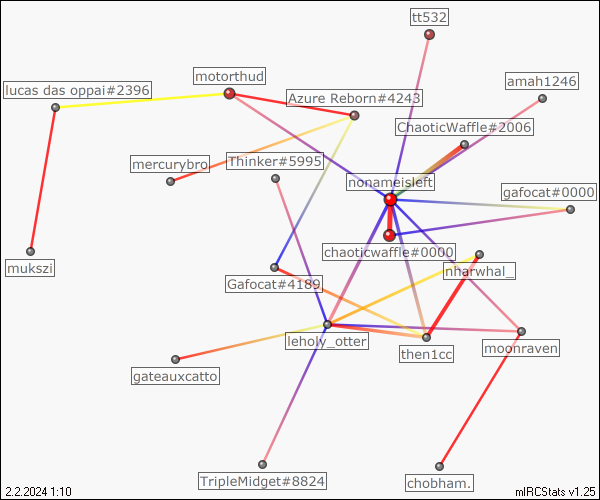 tt532
motorthud
amah1246
lucas das oppai#2396
Azure Reborn#4243
ChaoticWaffle#2006
mercurybro
Thinker#5995
nonameisleft
gafocat#0000
chaoticwaffle#0000
mukszi
nharwhal_
Gafocat#4189
leholy_otter
then1cc
moonraven
gateauxcatto
TripleMidget#8824
chobham.
2.2.2024 1:10
mIRCStats v1.25